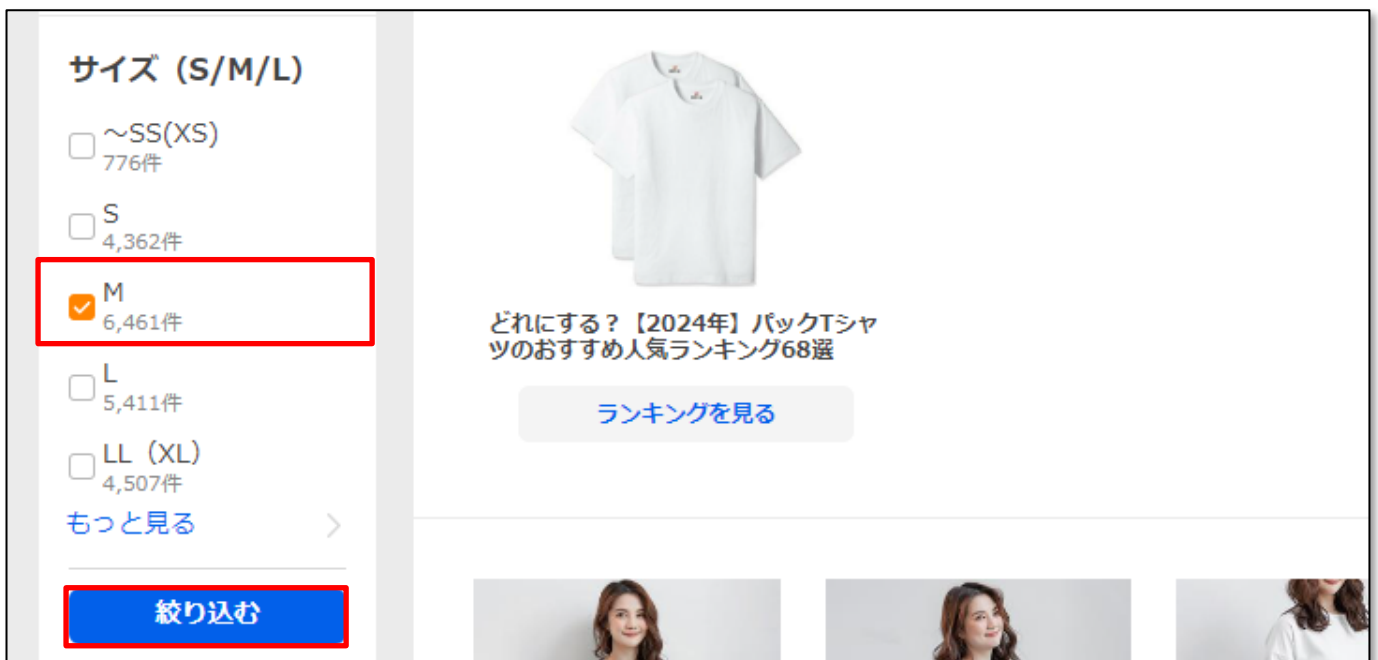 サイズ（S/M/L）
～SS(XS)
776件
S
4,362件
M
6,461件
L
5,411件
LL（XL）
4,507件
もっと見る
絞り込む
どれにする？【2024年】パックTシャ
ツのおすすめ人気ランキング68選
ランキングを見る